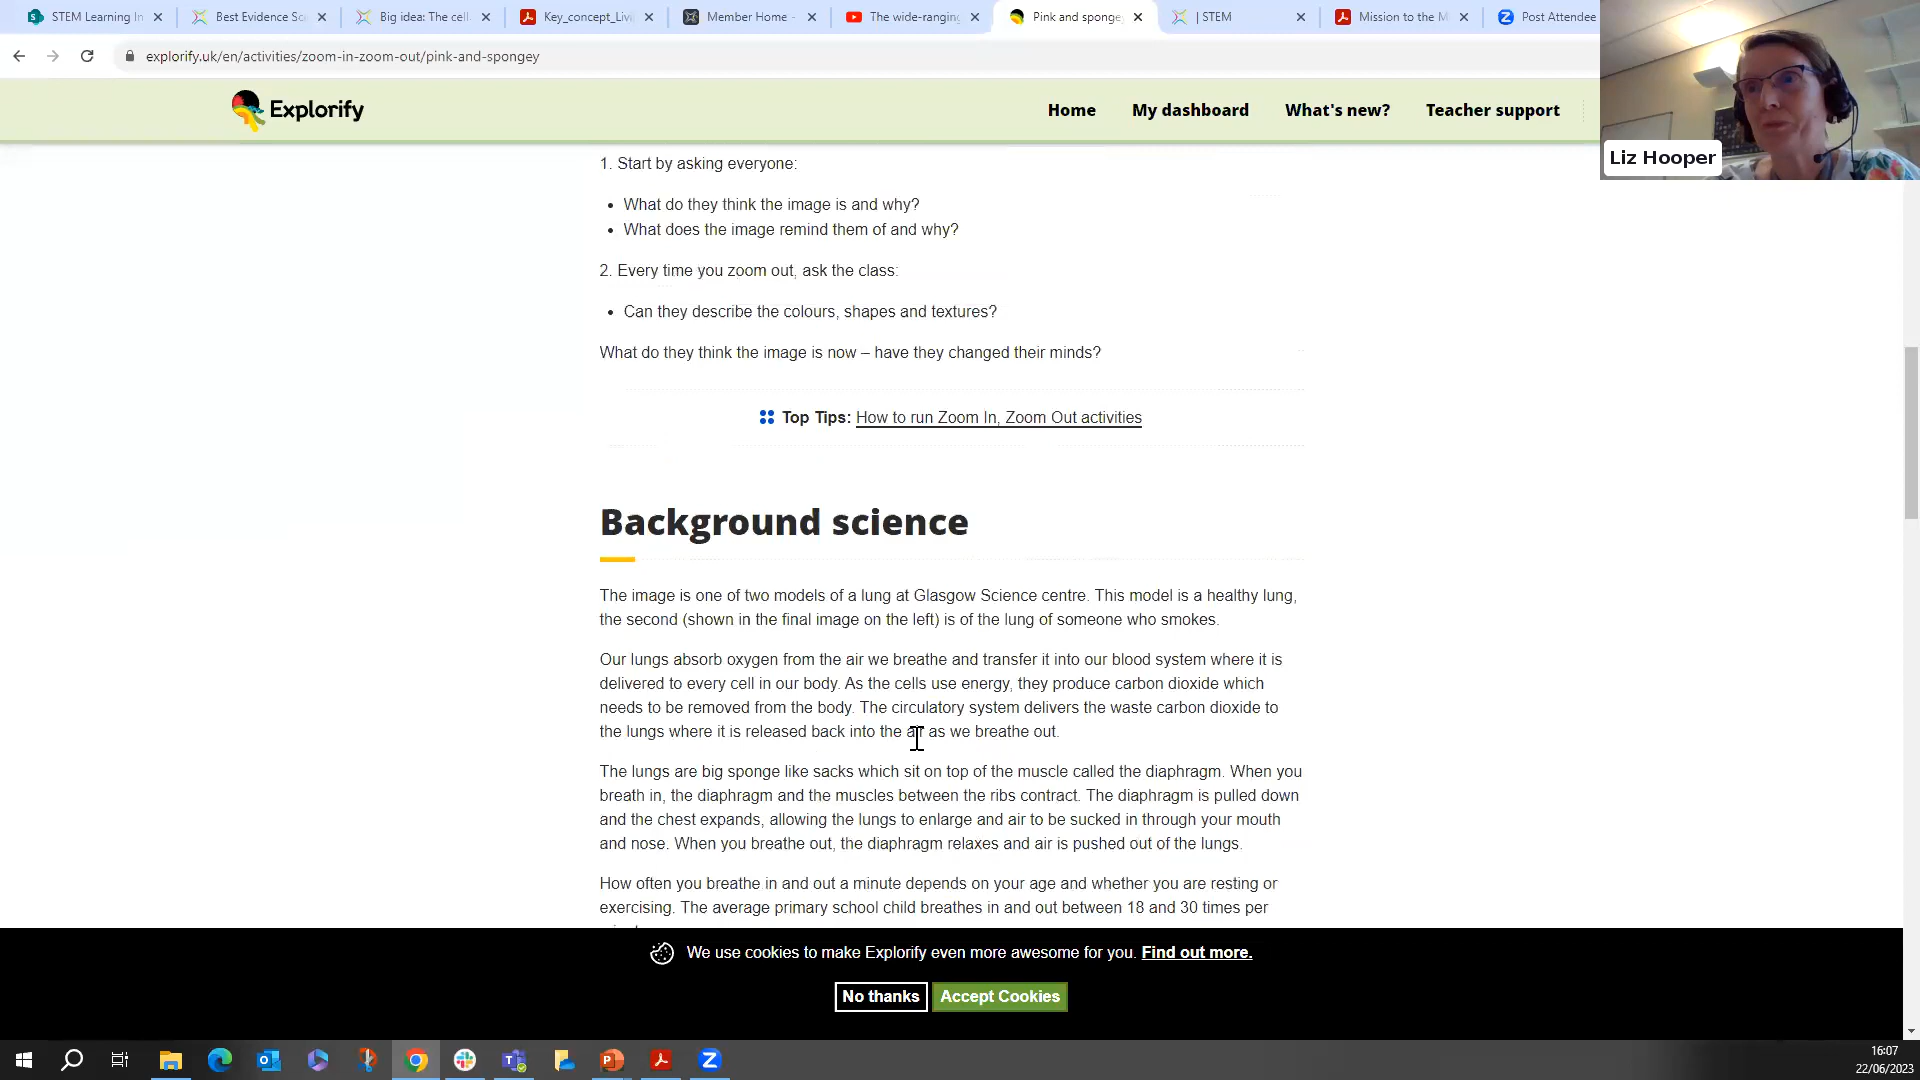 STEM Learning In
Best Evidence Sc
Big idea: The cell
Key_concept_Livi
Member Home -
The wide-ranging
Pink and spongey
| STEM
Mission to the M
Post Attendee
explorify.uk/en/activities/zoom-in-zoom-out/pink-and-spongey
Explorify
Home
My dashboard
What's new?
Teacher support
Liz Hooper
1. Start by asking everyone:
• What do they think the image is and why?
• What does the image remind them of and why?
2. Every time you zoom out, ask the class:
• Can they describe the colours, shapes and textures?
What do they think the image is now – have they changed their minds?
Top Tips: How to run Zoom In, Zoom Out activities
Background science
The image is one of two models of a lung at Glasgow Science centre. This model is a healthy lung,
the second (shown in the final image on the left) is of the lung of someone who smokes.
Our lungs absorb oxygen from the air we breathe and transfer it into our blood system where it is
delivered to every cell in our body. As the cells use energy, they produce carbon dioxide which
needs to be removed from the body. The circulatory system delivers the waste carbon dioxide to
the lungs where it is released back into the air as we breathe out.
The lungs are big sponge like sacks which sit on top of the muscle called the diaphragm. When you
breath in, the diaphragm and the muscles between the ribs contract. The diaphragm is pulled down
and the chest expands, allowing the lungs to enlarge and air to be sucked in through your mouth
and nose. When you breathe out, the diaphragm relaxes and air is pushed out of the lungs.
How often you breathe in and out a minute depends on your age and whether you are resting or
exercising. The average primary school child breathes in and out between 18 and 30 times per
We use cookies to make Explorify even more awesome for you. Find out more.
No thanks
Accept Cookies
16:07
22/06/2023